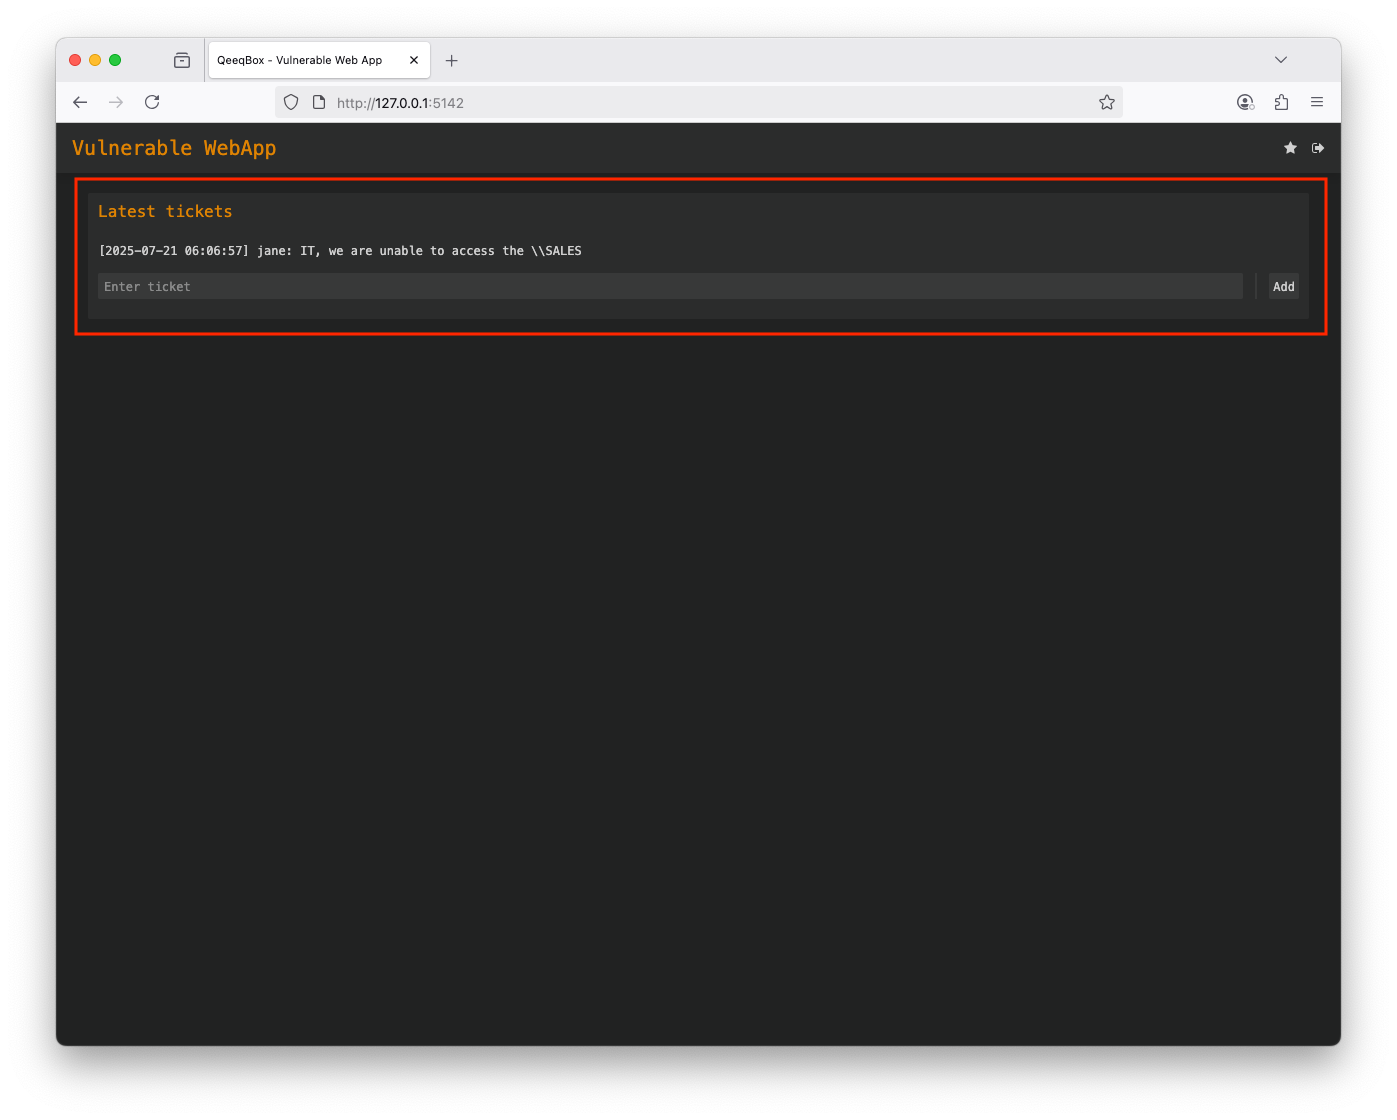 QeeqBox - Vulnerable Web App
http://127.0.0.1:5142
Vulnerable WebApp
Latest tickets
[2025-07-21 06:06:57] jane: IT, we are unable to access the \\SALES
Enter ticket
Add